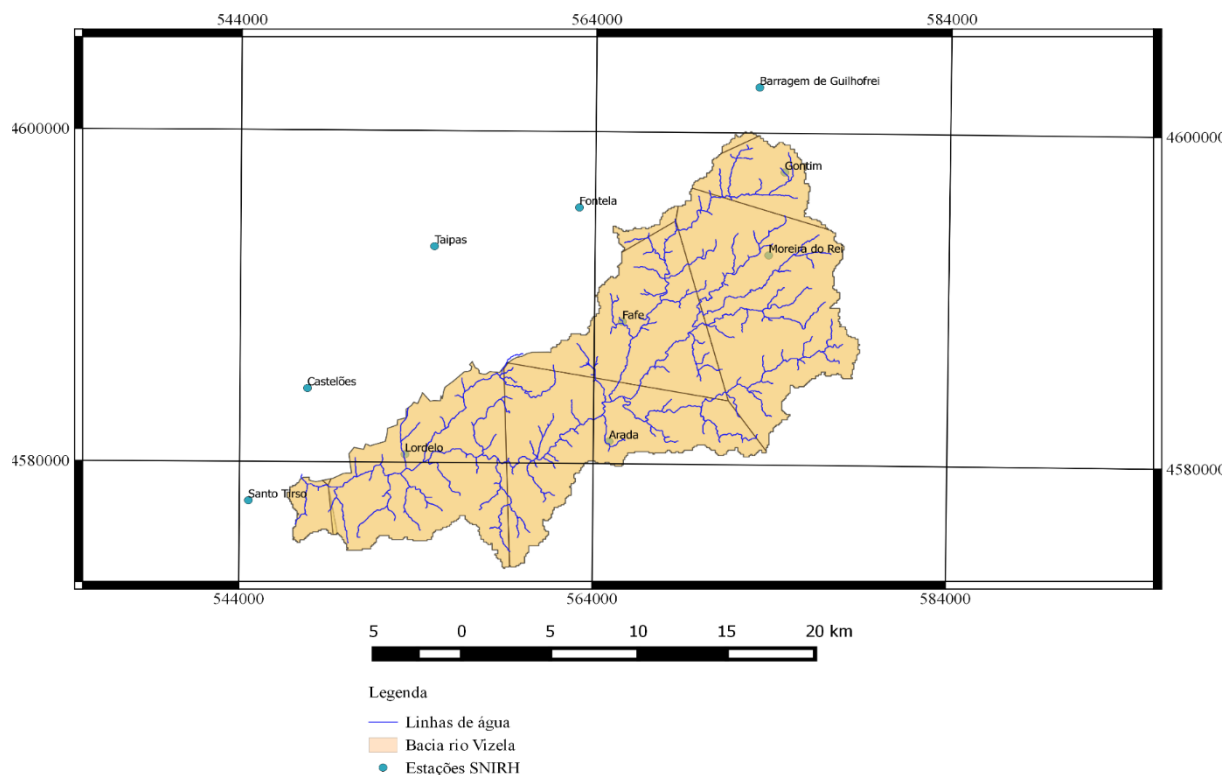 544000 564000 584000
Barragem de Guilhofrei
4600000 4600000
Gontim
Fontela
Taipas
Moreira do Rei
Fafe
Castelões
Arada
Lordelo
4580000 4580000
Santo Tirso
544000 564000 584000
5 0 5 10 15 20 km
Legenda
Linhas de água
Bacia rio Vizela
Estações SNIRH